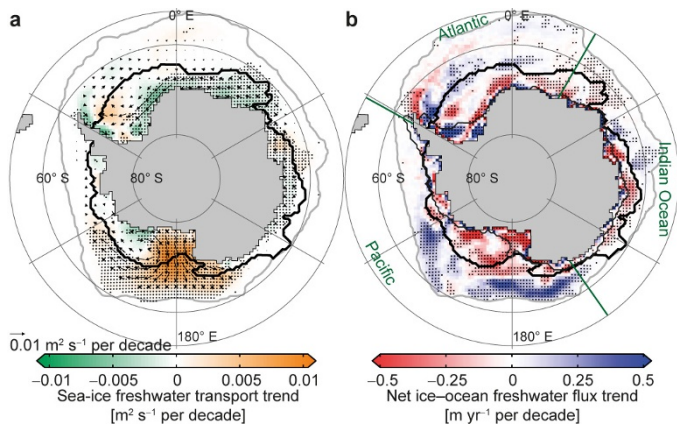 a
0° E
60° S
80° S
180° E
0.01 m² s⁻¹ per decade
−0.01 −0.005 0 0.005 0.01
Sea-ice freshwater transport trend
[m² s⁻¹ per decade]
b
0° E
Atlantic
Indian Ocean
Pacific
60° S
80° S
180° E
−0.5 −0.25 0 0.25 0.5
Net ice–ocean freshwater flux trend
[m yr⁻¹ per decade]